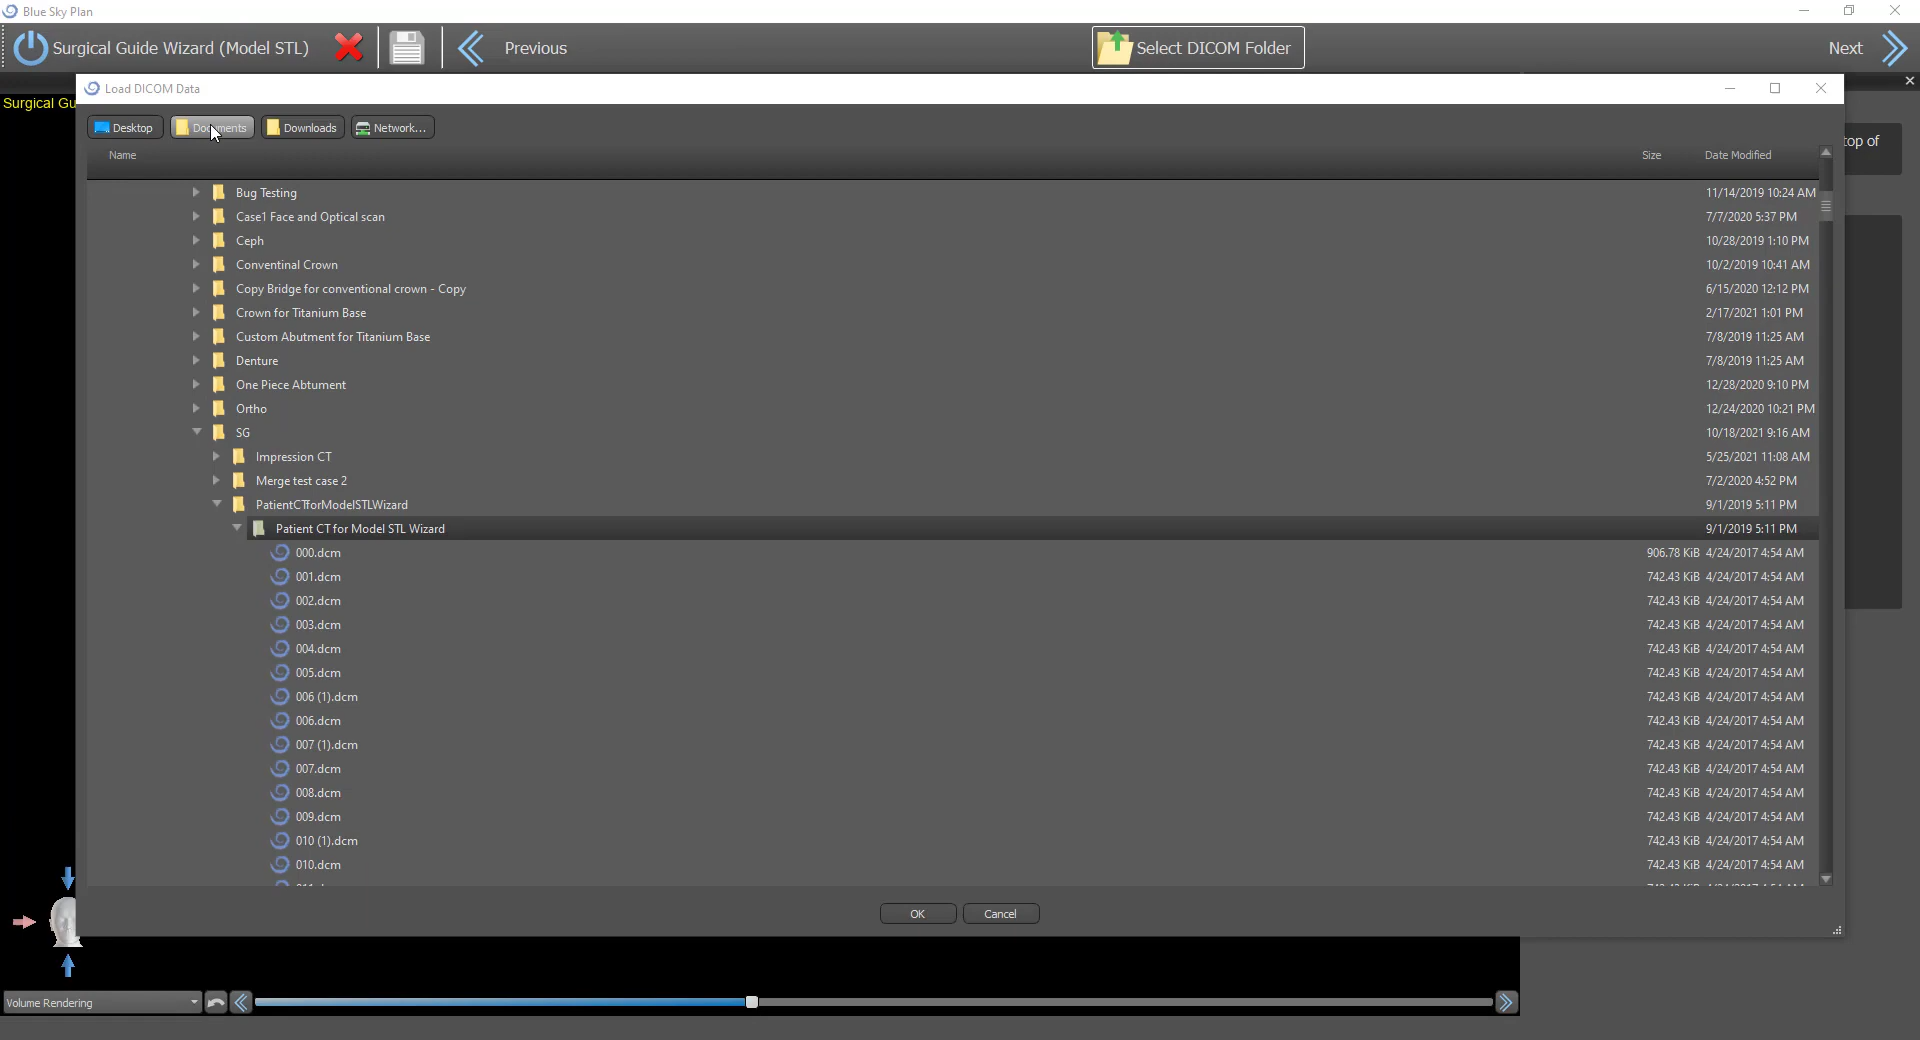 Blue Sky Plan
Surgical Guide Wizard (Model STL)
Previous
Select DICOM Folder
Next
Load DICOM Data
Surgical Gu
top of
Desktop
Documents
Downloads
Network...
Name Size Date Modified
Bug Testing 11/14/2019 10:24 AM
Case1 Face and Optical scan 7/7/2020 5:37 PM
Ceph 10/28/2019 1:10 PM
Conventinal Crown 10/2/2019 10:41 AM
Copy Bridge for conventional crown - Copy 6/15/2020 12:12 PM
Crown for Titanium Base 2/17/2021 1:01 PM
Custom Abutment for Titanium Base 7/8/2019 11:25 AM
Denture 7/8/2019 11:25 AM
One Piece Abtument 12/28/2020 9:10 PM
Ortho 12/24/2020 10:21 PM
SG 10/18/2021 9:16 AM
Impression CT 5/25/2021 11:08 AM
Merge test case 2 7/2/2020 4:52 PM
PatientCTforModelSTLWizard 9/1/2019 5:11 PM
Patient CT for Model STL Wizard 9/1/2019 5:11 PM
000.dcm 906.78 KiB 4/24/2017 4:54 AM
001.dcm 742.43 KiB 4/24/2017 4:54 AM
002.dcm 742.43 KiB 4/24/2017 4:54 AM
003.dcm 742.43 KiB 4/24/2017 4:54 AM
004.dcm 742.43 KiB 4/24/2017 4:54 AM
005.dcm 742.43 KiB 4/24/2017 4:54 AM
006 (1).dcm 742.43 KiB 4/24/2017 4:54 AM
006.dcm 742.43 KiB 4/24/2017 4:54 AM
007 (1).dcm 742.43 KiB 4/24/2017 4:54 AM
007.dcm 742.43 KiB 4/24/2017 4:54 AM
008.dcm 742.43 KiB 4/24/2017 4:54 AM
009.dcm 742.43 KiB 4/24/2017 4:54 AM
010 (1).dcm 742.43 KiB 4/24/2017 4:54 AM
010.dcm 742.43 KiB 4/24/2017 4:54 AM
OK
Cancel
Volume Rendering